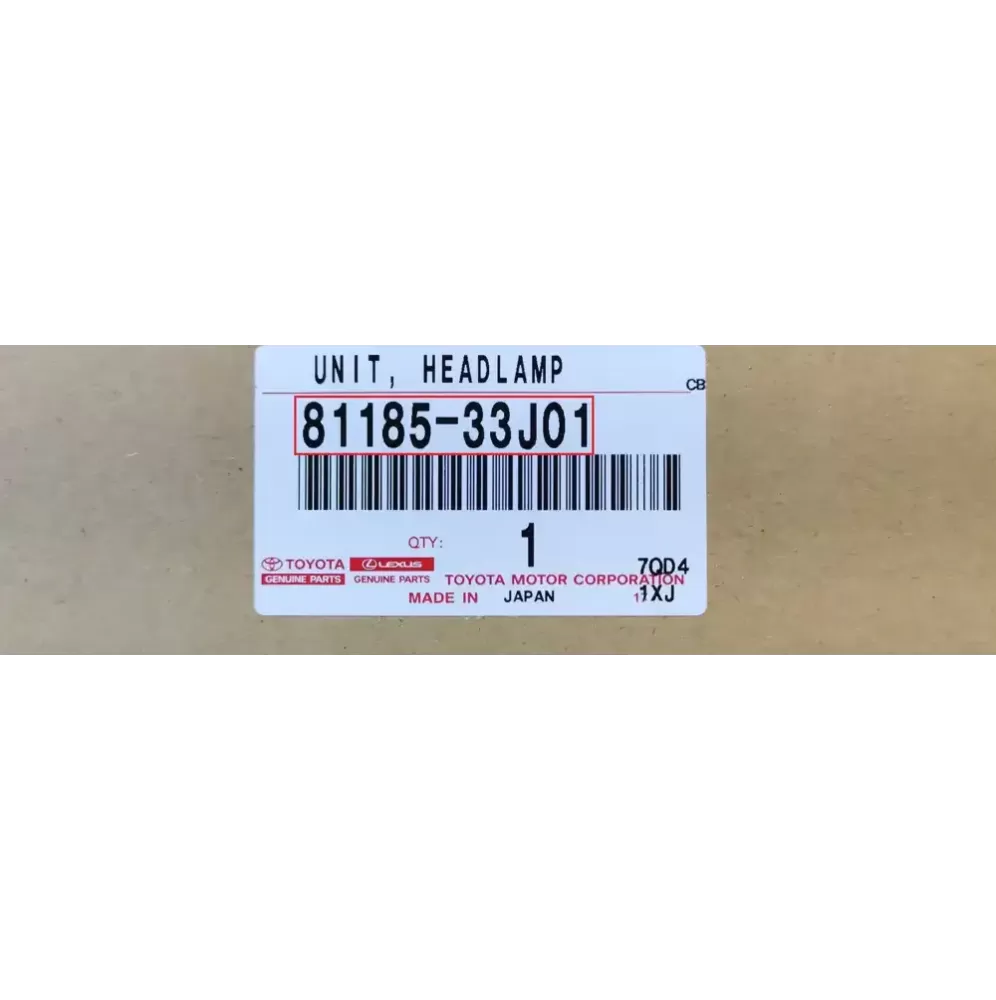 UNIT, HEADLAMP
CB
81185-33J01
QTY: 1
TOYOTA LEXUS 7QD4
GENUINE PARTS GENUINE PARTS TOYOTA MOTOR CORPORATION
MADE IN JAPAN 1XJ